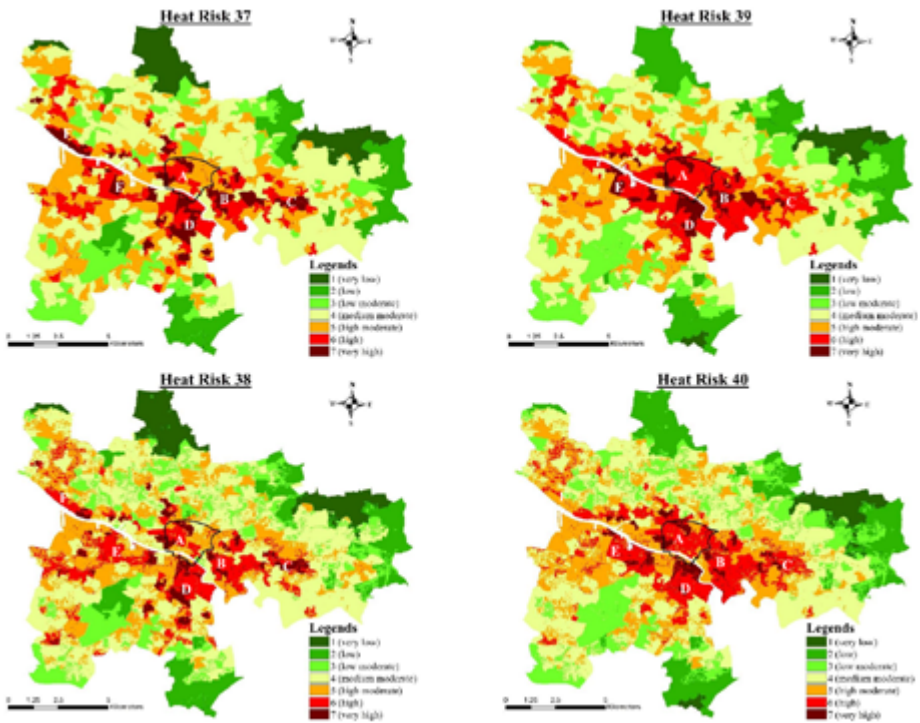 Heat Risk 37
N
W E
S
F
A
B
E
C
D
Legends
1 (very low)
2 (low)
3 (low moderate)
4 (medium moderate)
5 (high moderate)
6 (high)
7 (very high)
Heat Risk 39
N
W E
S
F
A
B
E
C
D
Legends
1 (very low)
2 (low)
3 (low moderate)
4 (medium moderate)
5 (high moderate)
6 (high)
7 (very high)
Heat Risk 38
N
W E
S
F
A
B
E
C
D
Legends
1 (very low)
2 (low)
3 (low moderate)
4 (medium moderate)
5 (high moderate)
6 (high)
7 (very high)
Heat Risk 40
N
W E
S
F
A
B
E
C
D
Legends
1 (very low)
2 (low)
3 (low moderate)
4 (medium moderate)
5 (high moderate)
6 (high)
7 (very high)